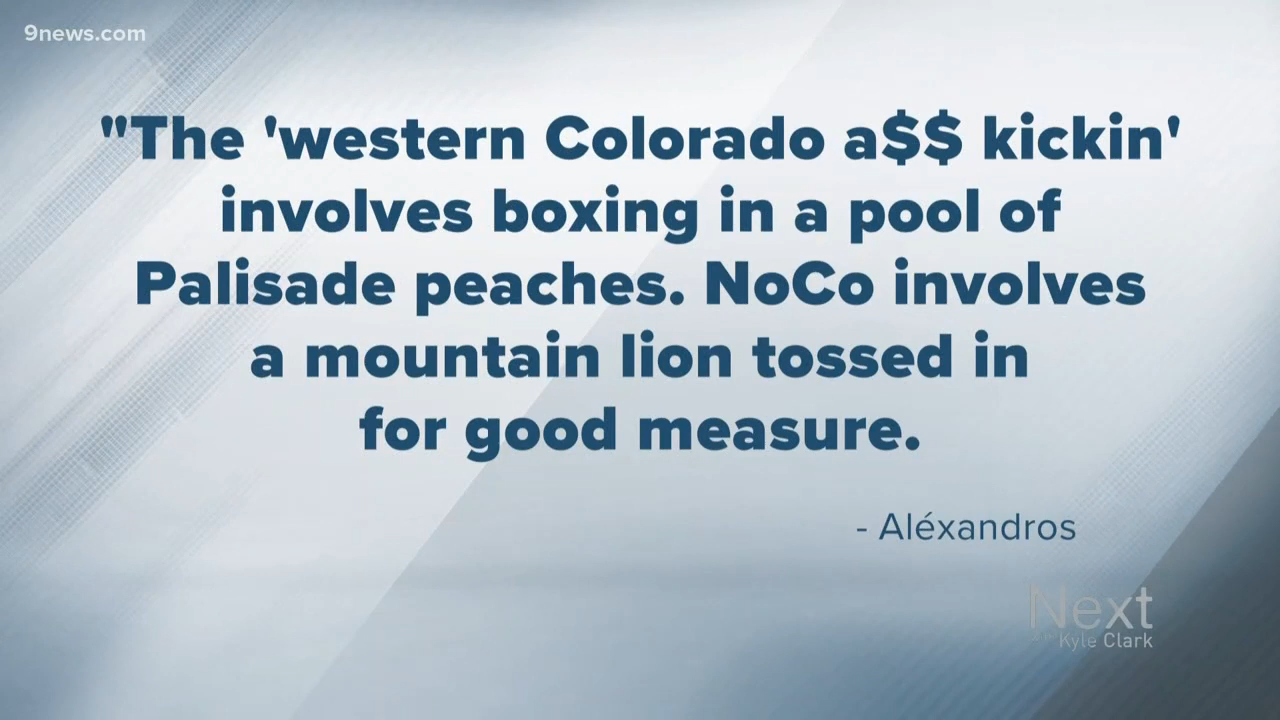 9news.com
"The 'western Colorado a$$ kickin'
involves boxing in a pool of
Palisade peaches. NoCo involves
a mountain lion tossed in
for good measure.
- Aléxandros
Next
Kyle Clark